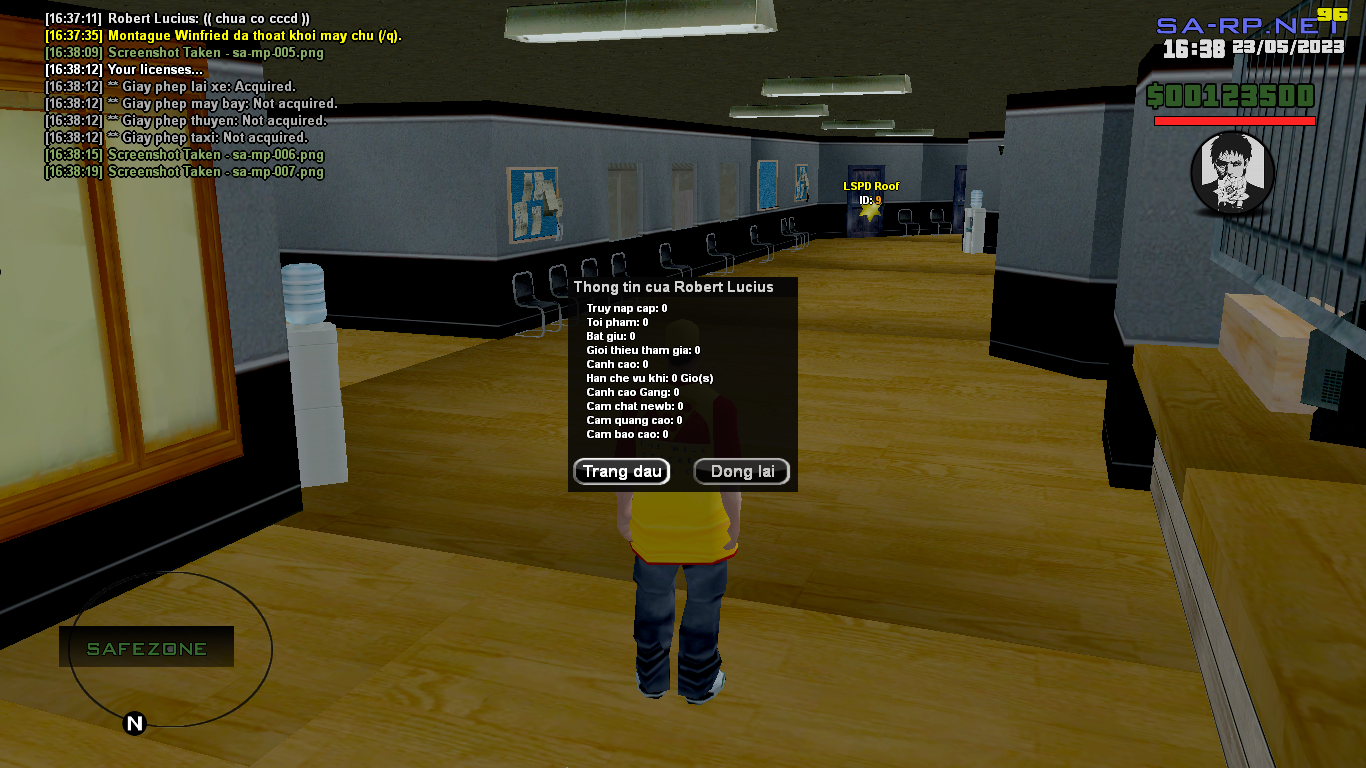 [16:37:11] Robert Lucius: (( chua co cccd ))
[16:37:35] Montague Winfried da thoat khoi may chu (/q).
[16:38:09] Screenshot Taken - sa-mp-005.png
[16:38:12] Your licenses...
[16:38:12] ** Giay phep lai xe: Acquired.
[16:38:12] ** Giay phep may bay: Not acquired.
[16:38:12] ** Giay phep thuyen: Not acquired.
[16:38:12] ** Giay phep taxi: Not acquired.
[16:38:15] Screenshot Taken - sa-mp-006.png
[16:38:19] Screenshot Taken - sa-mp-007.png
96
SA-RP.NET
16:38 23/05/2023
$00123500
LSPD Roof
ID: 9
Thong tin cua Robert Lucius
Truy nap cap: 0
Toi pham: 0
Bat giu: 0
Gioi thieu tham gia: 0
Canh cao: 0
Han che vu khi: 0 Gio(s)
Canh cao Gang: 0
Cam chat newb: 0
Cam quang cao: 0
Cam bao cao: 0
Trang dau
Dong lai
SAFEZONE
N